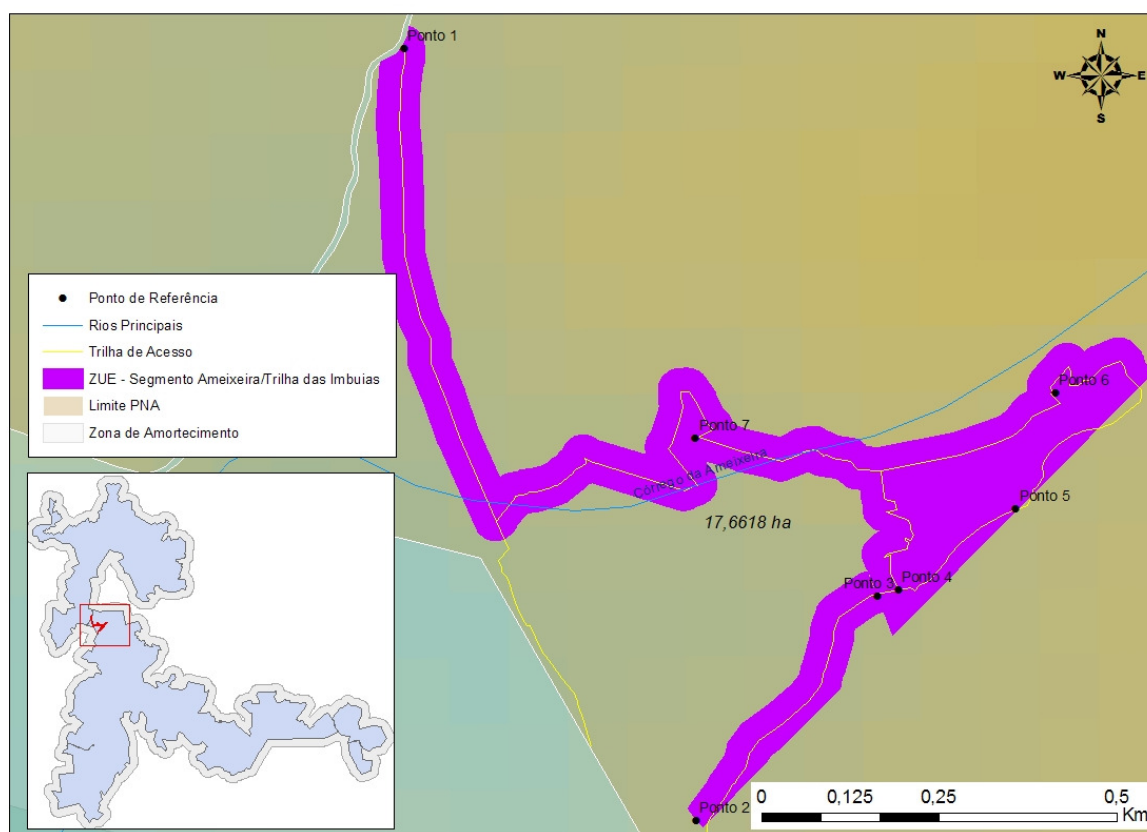 Ponto 1
N
W E
S
Ponto de Referência
Rios Principais
Trilha de Acesso
ZUE - Segmento Ameixeira/Trilha das Imbuias
Limite PNA
Zona de Amortecimento
Ponto 6
Ponto 7
Córrego da Ameixeira
17,6618 ha
Ponto 5
Ponto 3
Ponto 4
Ponto 2
0 0,125 0,25 0,5
Km